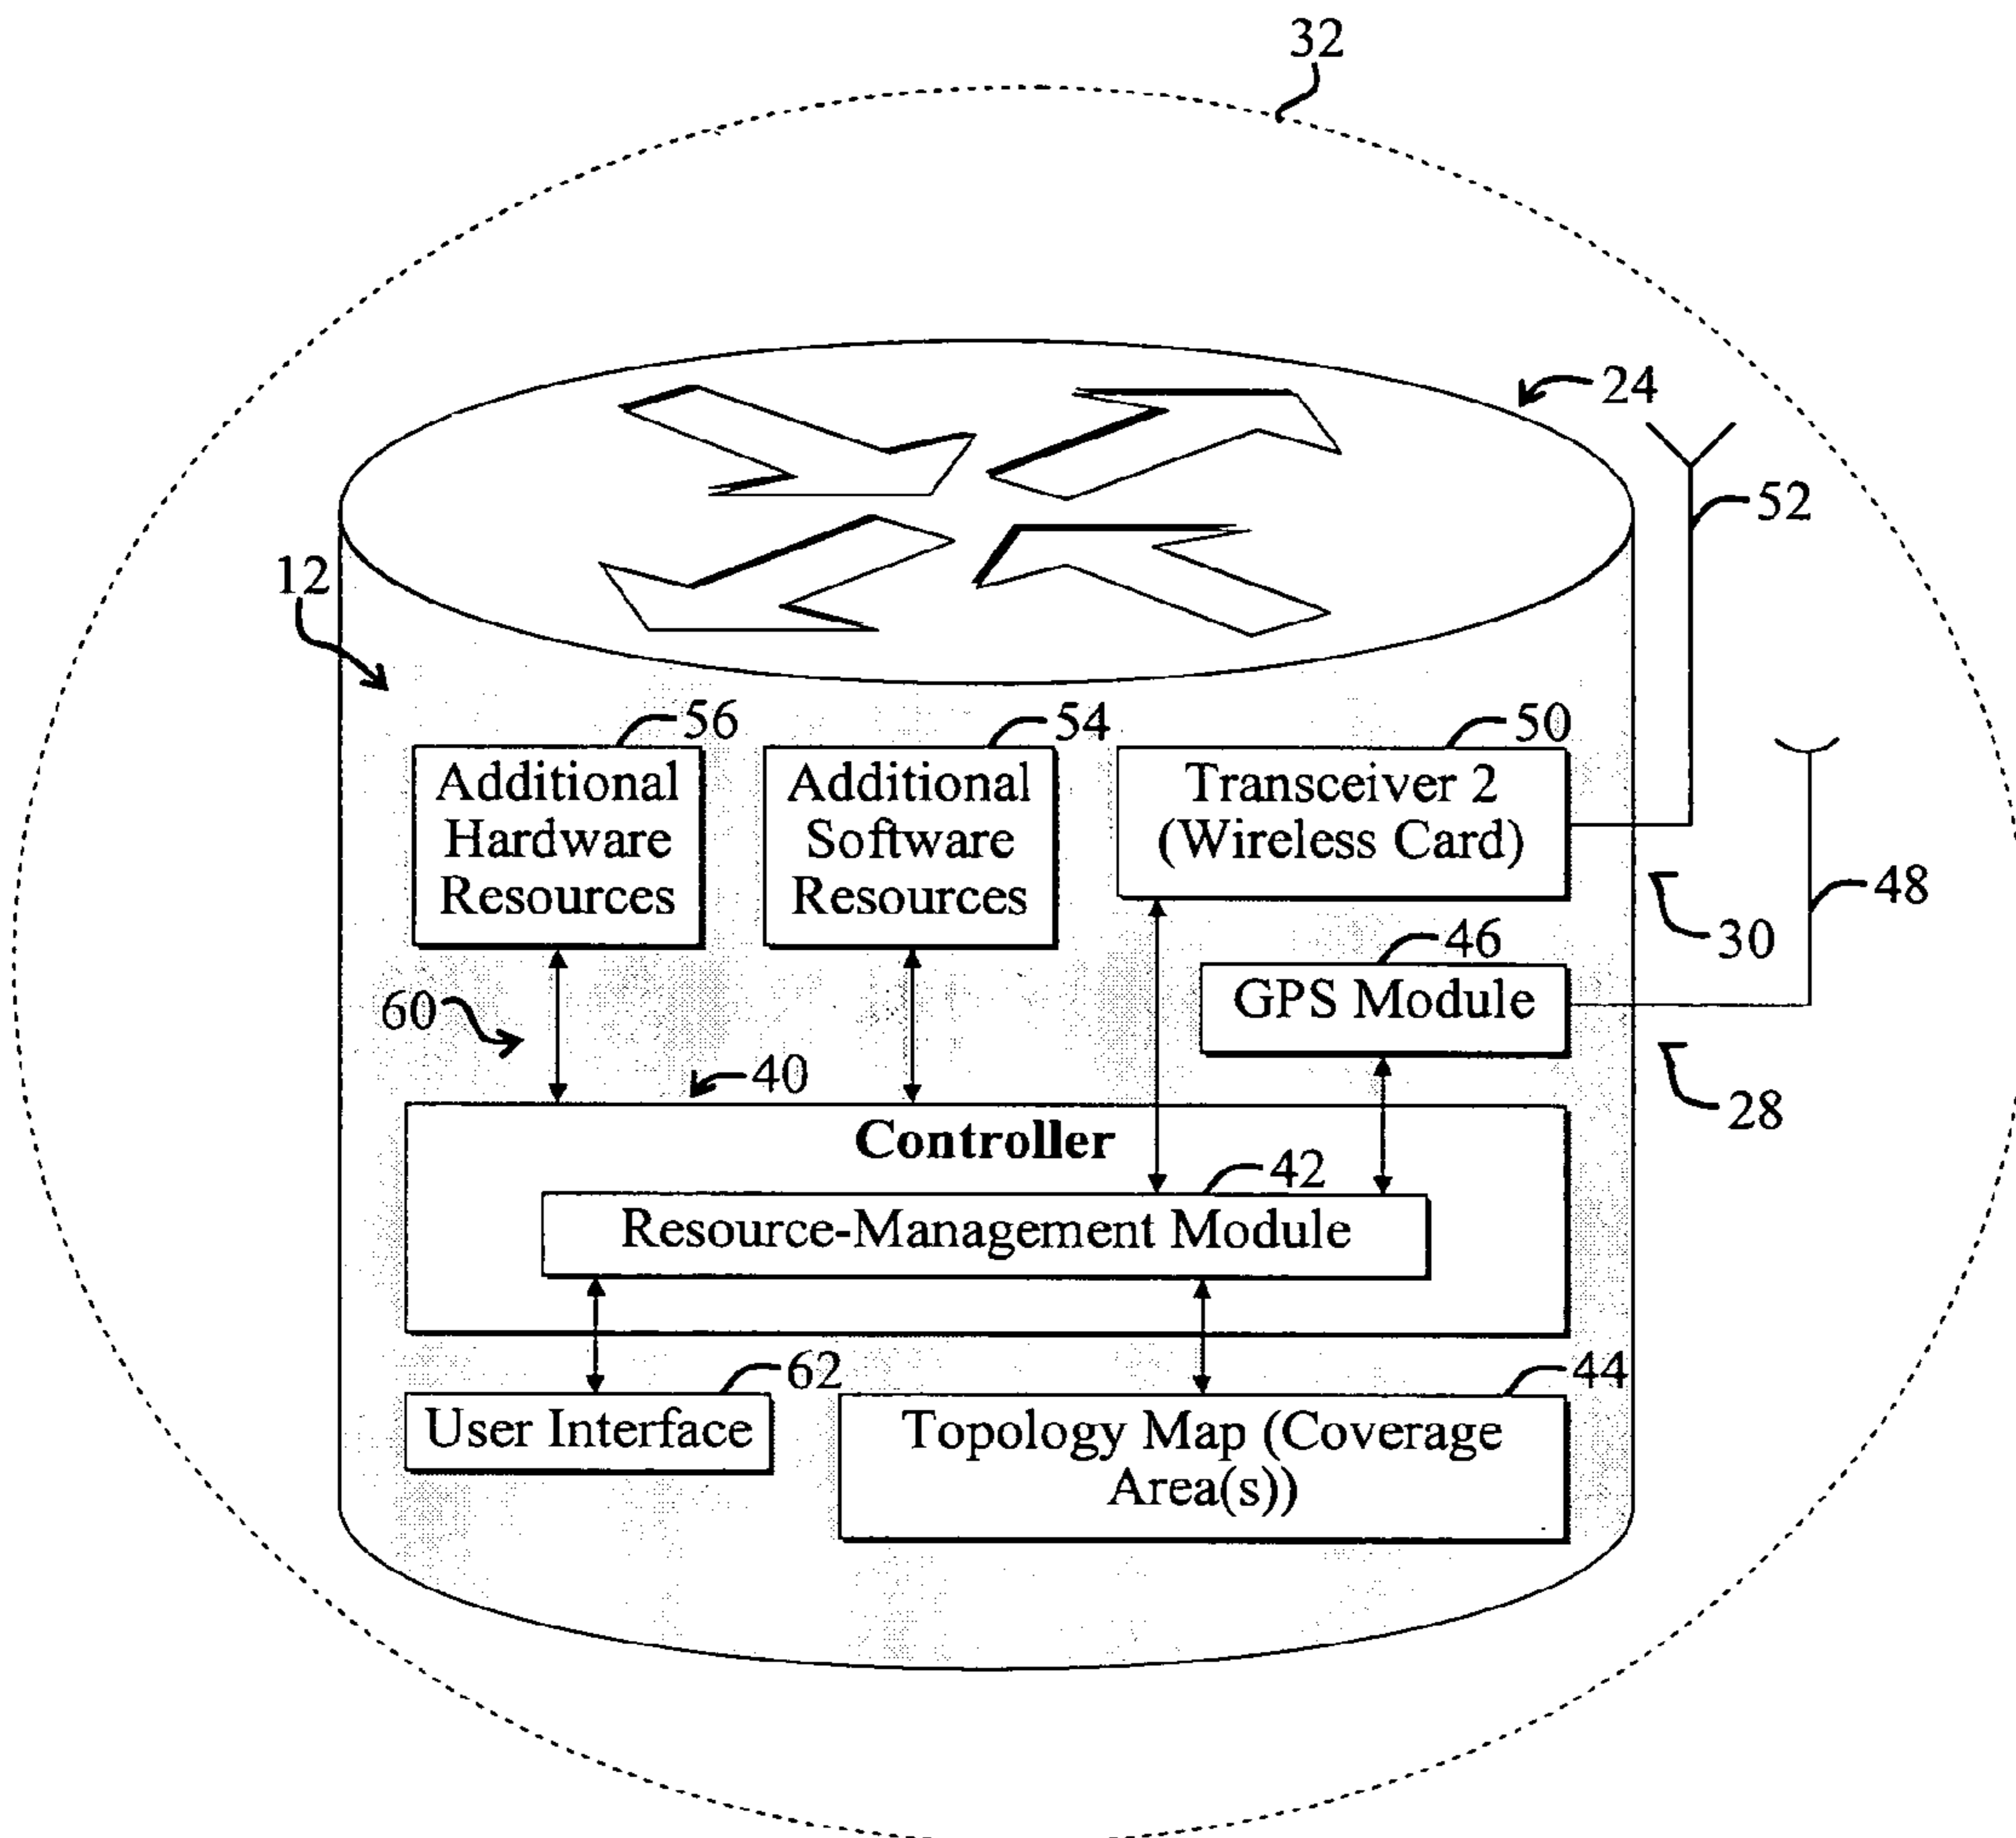 32
24
52
12
56
54
50
Additional
Hardware
Resources
Additional
Software
Resources
Transceiver 2
(Wireless Card)
48
30
46
GPS Module
60
40
28
Controller
42
Resource-Management Module
62
44
User Interface
Topology Map (Coverage
Area(s))